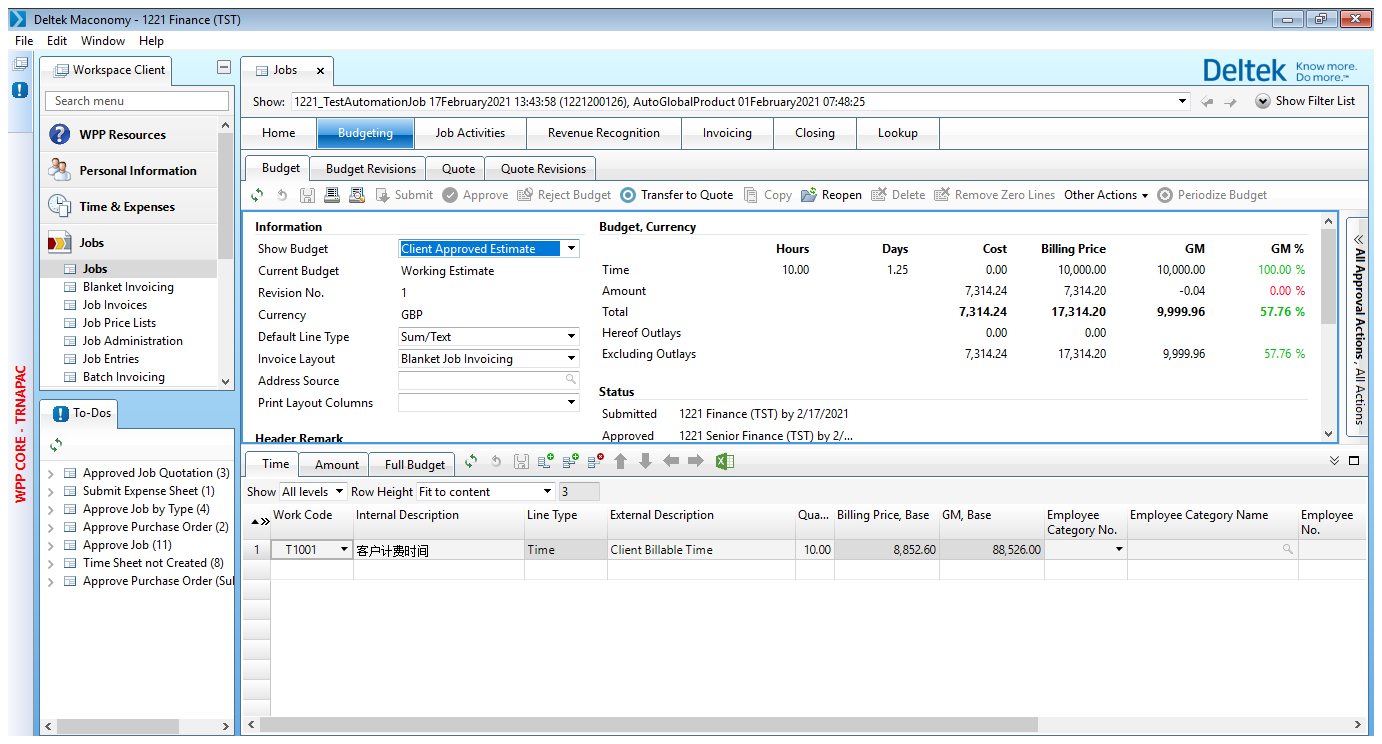 Deltek Maconomy - 1221 Finance (TST)
File Edit Window Help
Workspace Client
Search menu
WPP Resources
Personal Information
Time & Expenses
Jobs
Jobs
Blanket Invoicing
Job Invoices
Job Price Lists
Job Administration
Job Entries
Batch Invoicing
WPP CORE - TRNAPAC
To-Dos
Approved Job Quotation (3)
Submit Expense Sheet (1)
Approve Job by Type (4)
Approve Purchase Order (2)
Approve Job (11)
Time Sheet not Created (8)
Approve Purchase Order (Sul
Jobs
Deltek Know more.
Do more.™
Show: 1221_TestAutomationJob 17February2021 13:43:58 (1221200126), AutoGlobalProduct 01February2021 07:48:25 Show Filter List
Home Budgeting Job Activities Revenue Recognition Invoicing Closing Lookup
Budget Budget Revisions Quote Quote Revisions
Submit Approve Reject Budget Transfer to Quote Copy Reopen Delete Remove Zero Lines Other Actions Periodize Budget
Information
Show Budget Client Approved Estimate
Current Budget Working Estimate
Revision No. 1
Currency GBP
Default Line Type Sum/Text
Invoice Layout Blanket Job Invoicing
Address Source
Print Layout Columns
Header Remark
Budget, Currency
Hours Days Cost Billing Price GM GM %
Time 10.00 1.25 0.00 10,000.00 10,000.00 100.00 %
Amount 7,314.24 7,314.20 -0.04 0.00 %
Total 7,314.24 17,314.20 9,999.96 57.76 %
Hereof Outlays 0.00 0.00
Excluding Outlays 7,314.24 17,314.20 9,999.96 57.76 %
Status
Submitted 1221 Finance (TST) by 2/17/2021
Approved 1221 Senior Finance (TST) by 2/...
All Approval Actions , All Actions
Time Amount Full Budget
Show All levels Row Height Fit to content 3
Work Code Internal Description Line Type External Description Qua... Billing Price, Base GM, Base Employee Category No. Employee Category Name Employee No.
1 T1001 客户计费时间 Time Client Billable Time 10.00 8,852.60 88,526.00